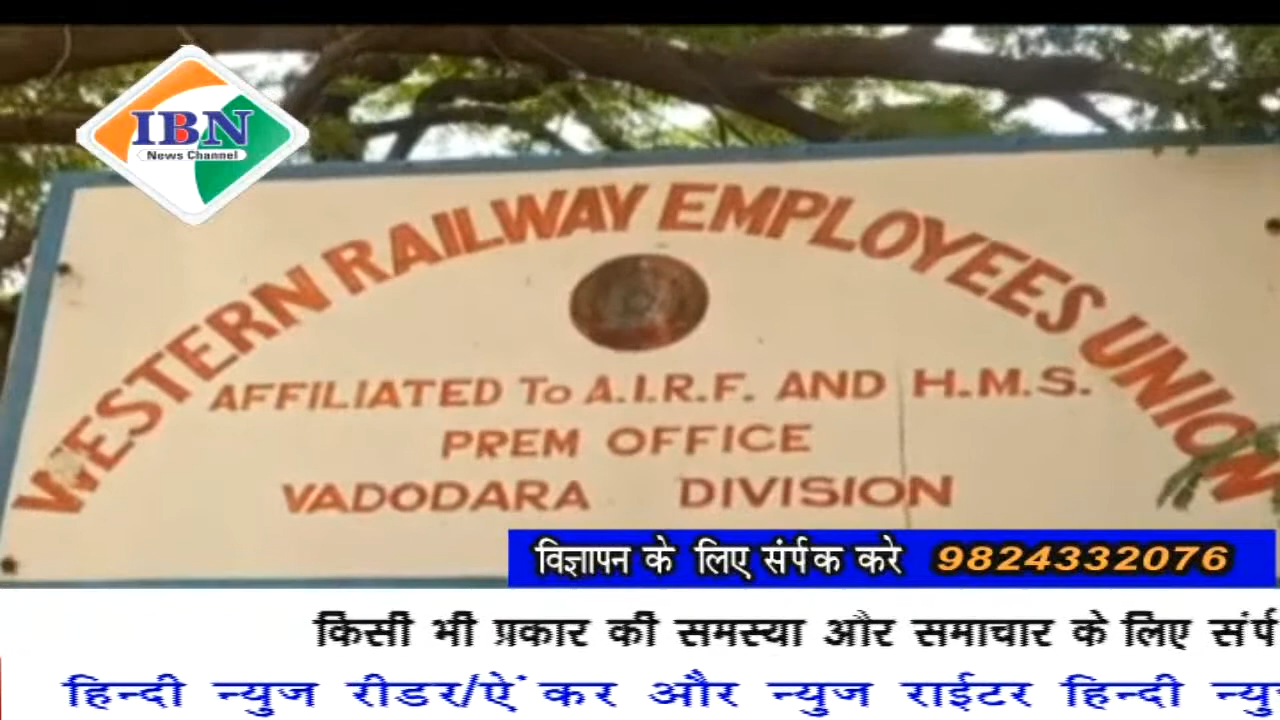 IBN
News Channel
WESTERN RAILWAY EMPLOYEES UNION
AFFILIATED To A.I.R.F. AND H.M.S.
PREM OFFICE
VADODARA DIVISION
विज्ञापन के लिए संर्पक करे 9824332076
किसी भी प्रकार की समस्या और समाचार के लिए
हिन्दी न्युज रीडर/ऐंकर और न्युज राईटर हिन्दी